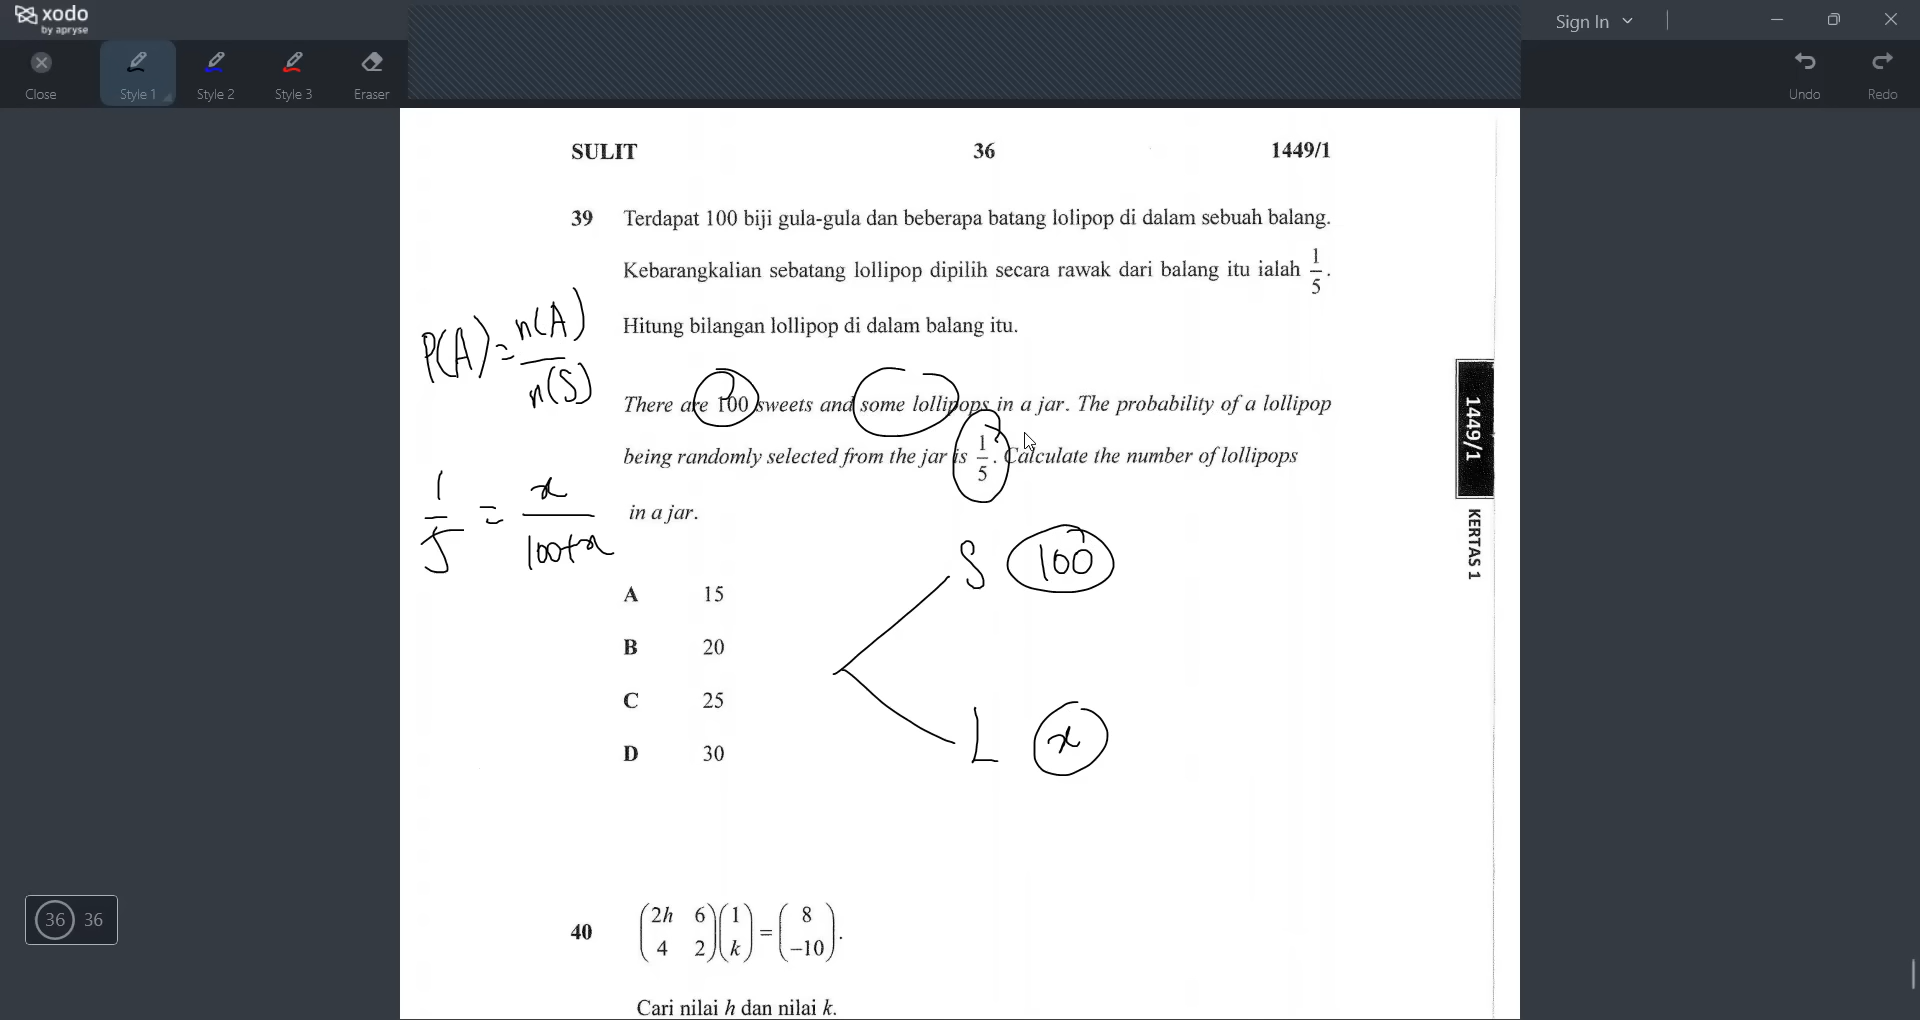 xodo
by apryse
Sign In
Close
Style 1
Style 2
Style 3
Eraser
Undo
Redo
SULIT 36 1449/1
39 Terdapat 100 biji gula-gula dan beberapa batang lolipop di dalam sebuah balang.
Kebarangkalian sebatang lollipop dipilih secara rawak dari balang itu ialah 1/5.
Hitung bilangan lollipop di dalam balang itu.
P(A) = n(A)/n(S)
There are 100 sweets and some lollipops in a jar. The probability of a lollipop
being randomly selected from the jar is 1/5. Calculate the number of lollipops
in a jar.
1/5 = x/100+x
S 100
A 15
B 20
C 25
D 30
L x
1449/1
KERTAS 1
36 36
40 (2h 6 4 2)(1 k) = (8 -10).
Cari nilai h dan nilai k.